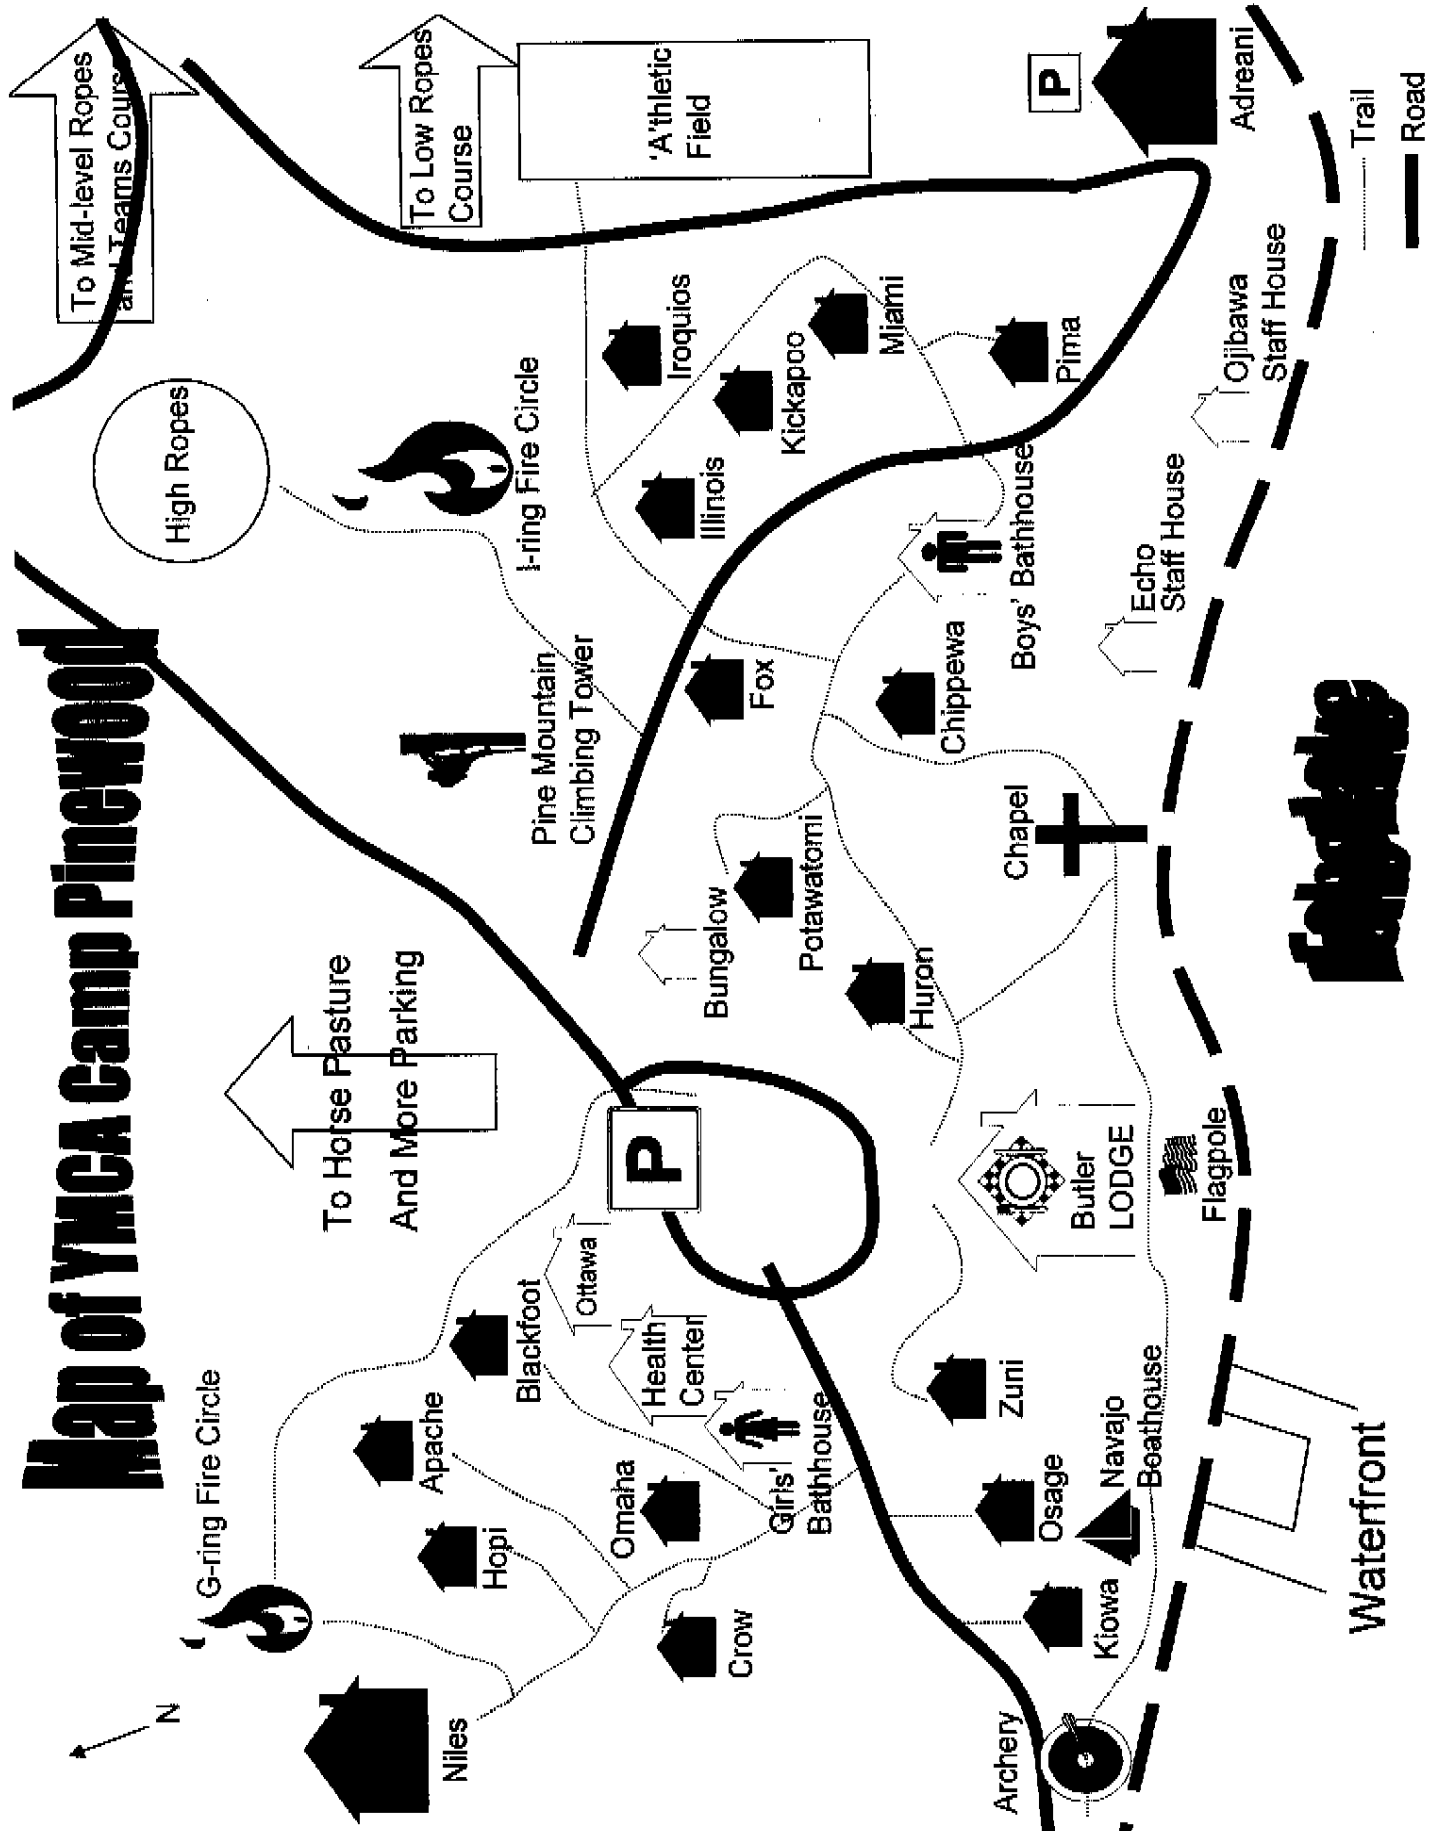 Map of YMCA Camp Pinewood
N
G-ring Fire Circle
High Ropes
To Mid-level Ropes
and Teams Course
To Horse Pasture
And More Parking
Niles
Hopi
Apache
Blackfoot
Ottawa
Pine Mountain
Climbing Tower
I-ring Fire Circle
To Low Ropes
Course
'A'thletic
Field
Crow
Omaha
Health
Center
Girls'
Bathhouse
P
Bungalow
Potawatomi
Fox
Illinois
Iroquios
Kickapoo
Miami
Huron
Chippewa
Boys' Bathhouse
Pima
P
Adreani
Archery
Kiowa
Osage
Zuni
Navajo
Boathouse
Butler
LODGE
Chapel
Echo
Staff House
Ojibawa
Staff House
Flagpole
Waterfront
Trail
Road